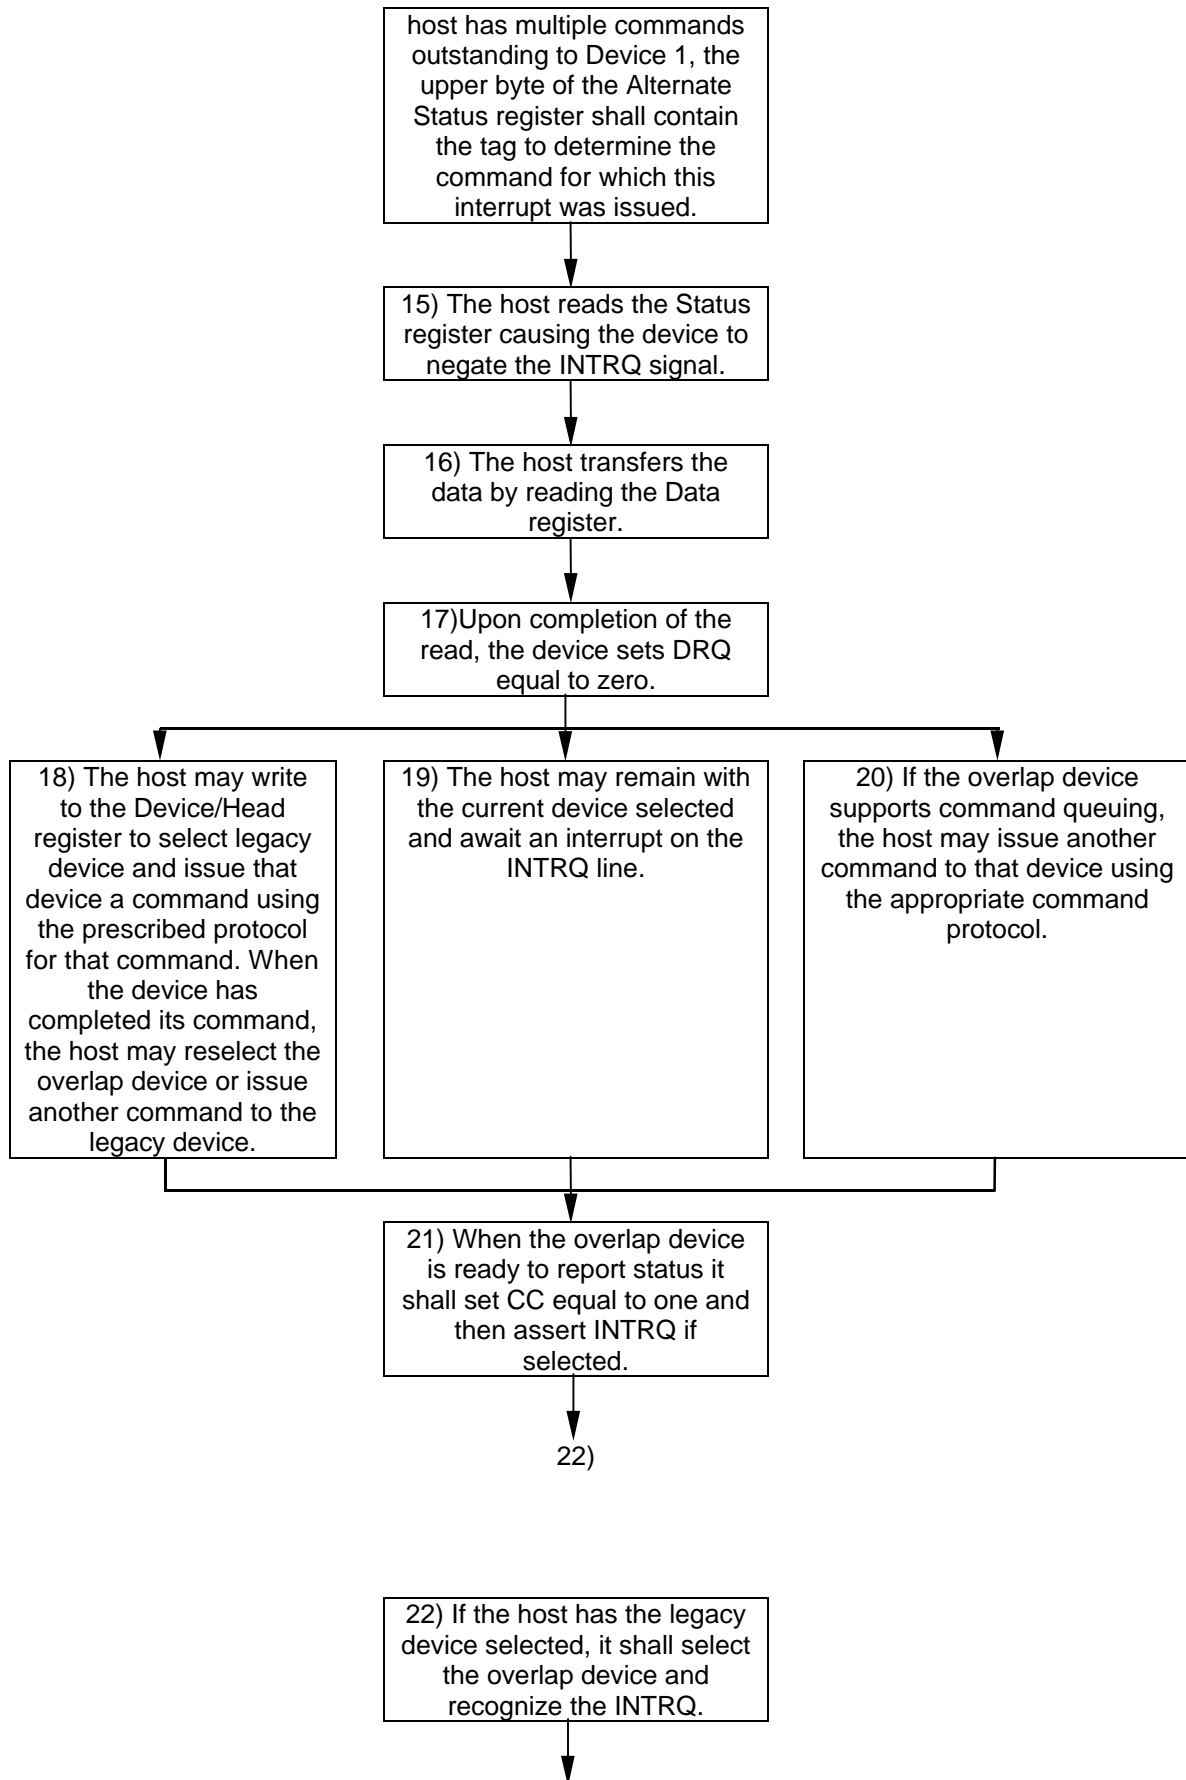 host has multiple commands
outstanding to Device 1, the
upper byte of the Alternate
Status register shall contain
the tag to determine the
command for which this
interrupt was issued.
15) The host reads the Status
register causing the device to
negate the INTRQ signal.
16) The host transfers the
data by reading the Data
register.
17)Upon completion of the
read, the device sets DRQ
equal to zero.
18) The host may write
to the Device/Head
register to select legacy
device and issue that
device a command using
the prescribed protocol
for that command. When
the device has
completed its command,
the host may reselect the
overlap device or issue
another command to the
legacy device.
19) The host may remain with
the current device selected
and await an interrupt on the
INTRQ line.
20) If the overlap device
supports command queuing,
the host may issue another
command to that device using
the appropriate command
protocol.
21) When the overlap device
is ready to report status it
shall set CC equal to one and
then assert INTRQ if
selected.
22)
22) If the host has the legacy
device selected, it shall select
the overlap device and
recognize the INTRQ.